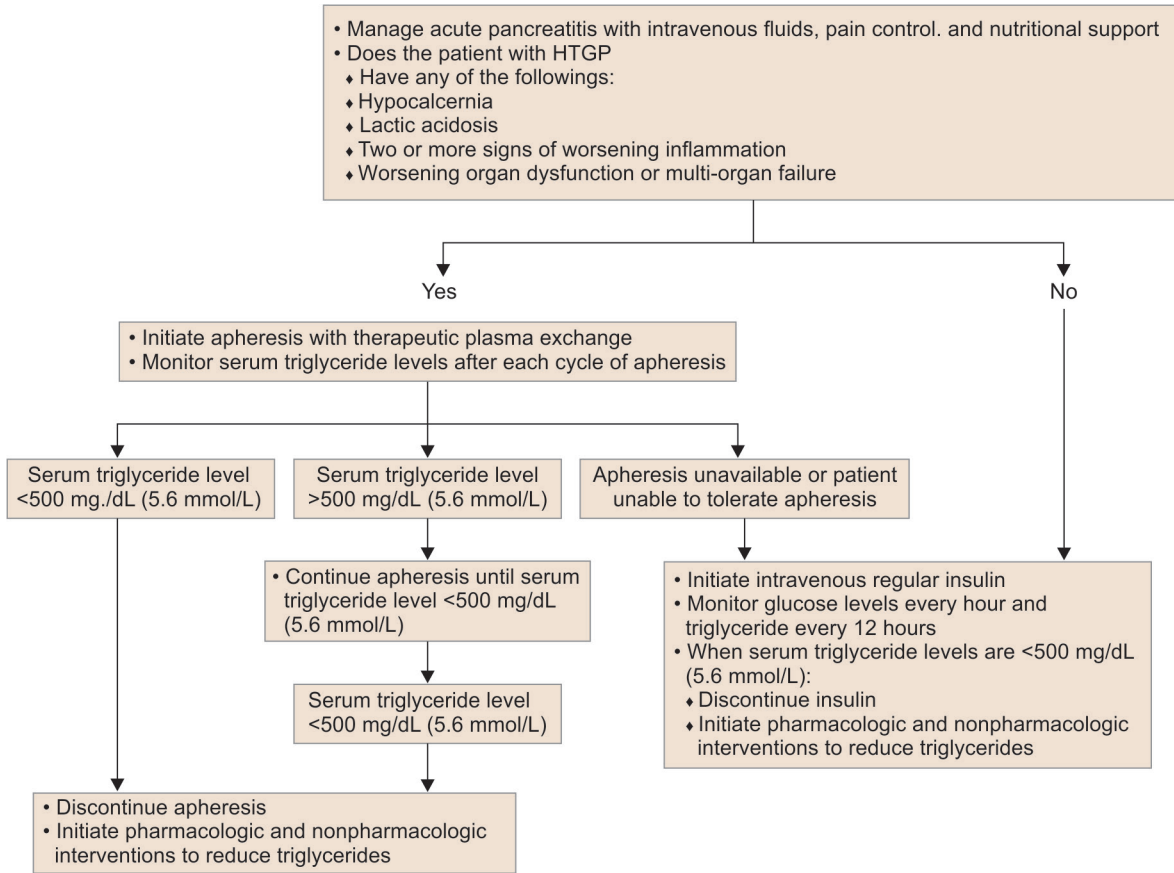 • Manage acute pancreatitis with intravenous fluids, pain control. and nutritional support
• Does the patient with HTGP
♦ Have any of the followings:
♦ Hypocalcernia
♦ Lactic acidosis
♦ Two or more signs of worsening inflammation
♦ Worsening organ dysfunction or multi-organ failure
Yes
No
• Initiate apheresis with therapeutic plasma exchange
• Monitor serum triglyceride levels after each cycle of apheresis
Serum triglyceride level
<500 mg./dL (5.6 mmol/L)
Serum triglyceride level
>500 mg/dL (5.6 mmol/L)
Apheresis unavailable or patient
unable to tolerate apheresis
• Continue apheresis until serum
triglyceride level <500 mg/dL
(5.6 mmol/L)
Serum triglyceride level
<500 mg/dL (5.6 mmol/L)
• Initiate intravenous regular insulin
• Monitor glucose levels every hour and
triglyceride every 12 hours
• When serum triglyceride levels are <500 mg/dL
(5.6 mmol/L):
♦ Discontinue insulin
♦ Initiate pharmacologic and nonpharmacologic
interventions to reduce triglycerides
• Discontinue apheresis
• Initiate pharmacologic and nonpharmacologic
interventions to reduce triglycerides